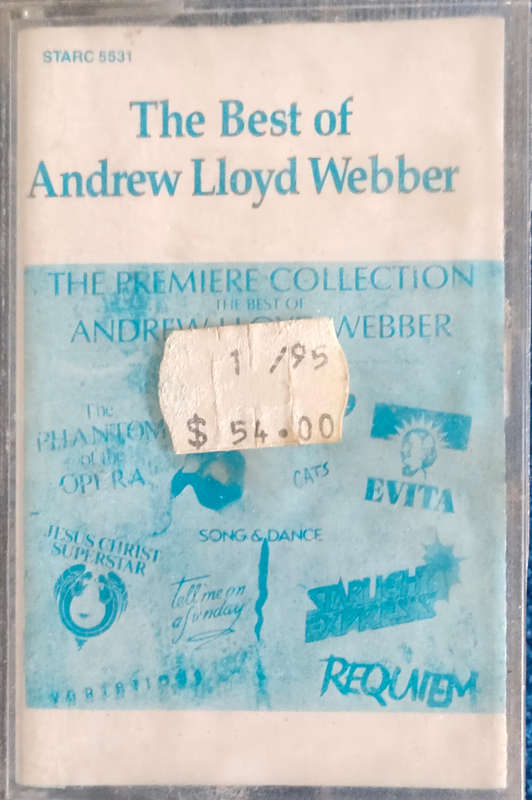 STARC 5531
The Best of
Andrew Lloyd Webber
THE PREMIERE COLLECTION
THE BEST OF
ANDREW LLOYD WEBBER
1 /95
$ 54.00
The
PHANTOM
of the
OPERA
CATS
EVITA
JESUS CHRIST
SUPERSTAR
SONG & DANCE
Tell me on
a Sunday
STARLIGHT
EXPRESS
VARIATIONS
REQUIEM